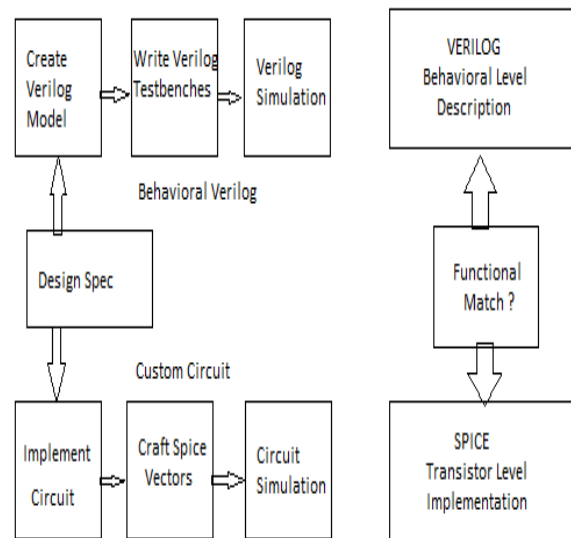 Create
Verilog
Model
Write Verilog
Testbenches
Verilog
Simulation
VERILOG
Behavioral Level
Description
Behavioral Verilog
Design Spec
Functional
Match ?
Custom Circuit
Implement
Circuit
Craft Spice
Vectors
Circuit
Simulation
SPICE
Transistor Level
Implementation